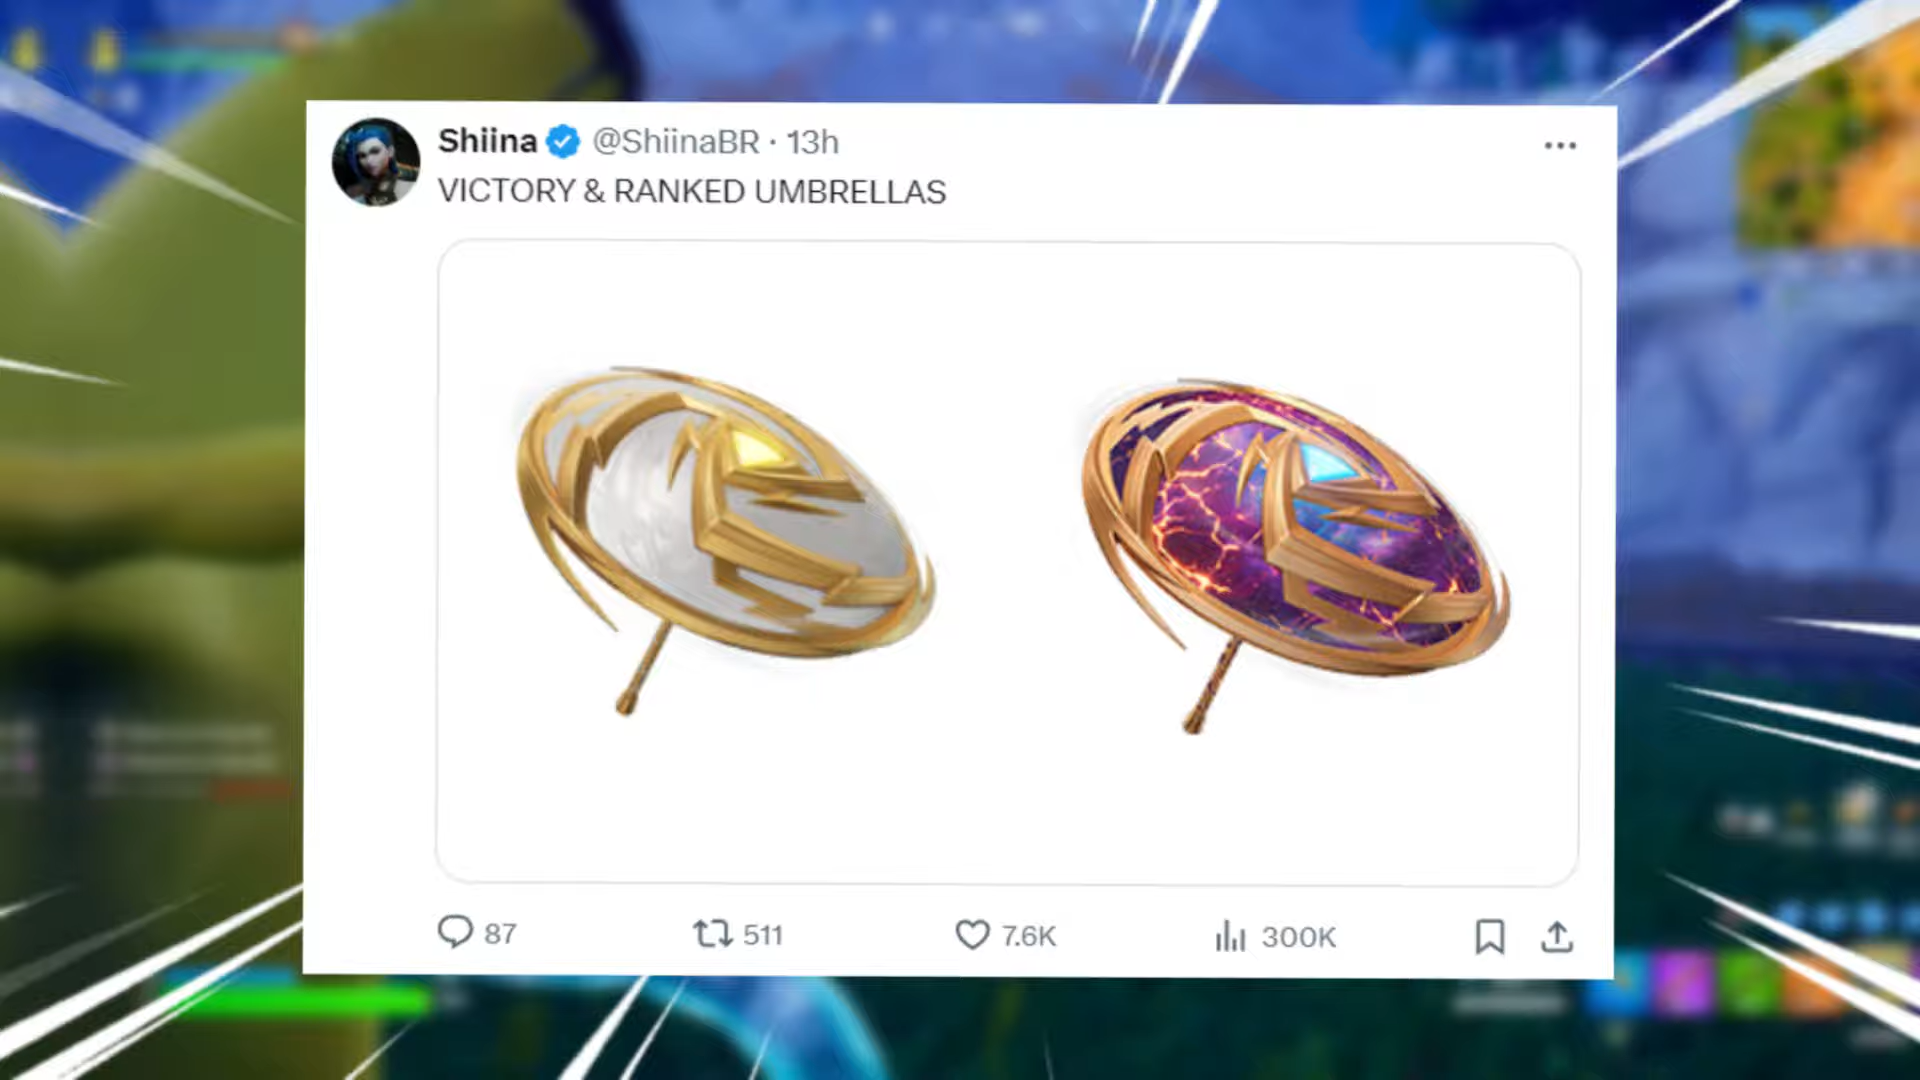 Shiina @ShiinaBR · 13h
VICTORY & RANKED UMBRELLAS
87 511 7.6K 300K